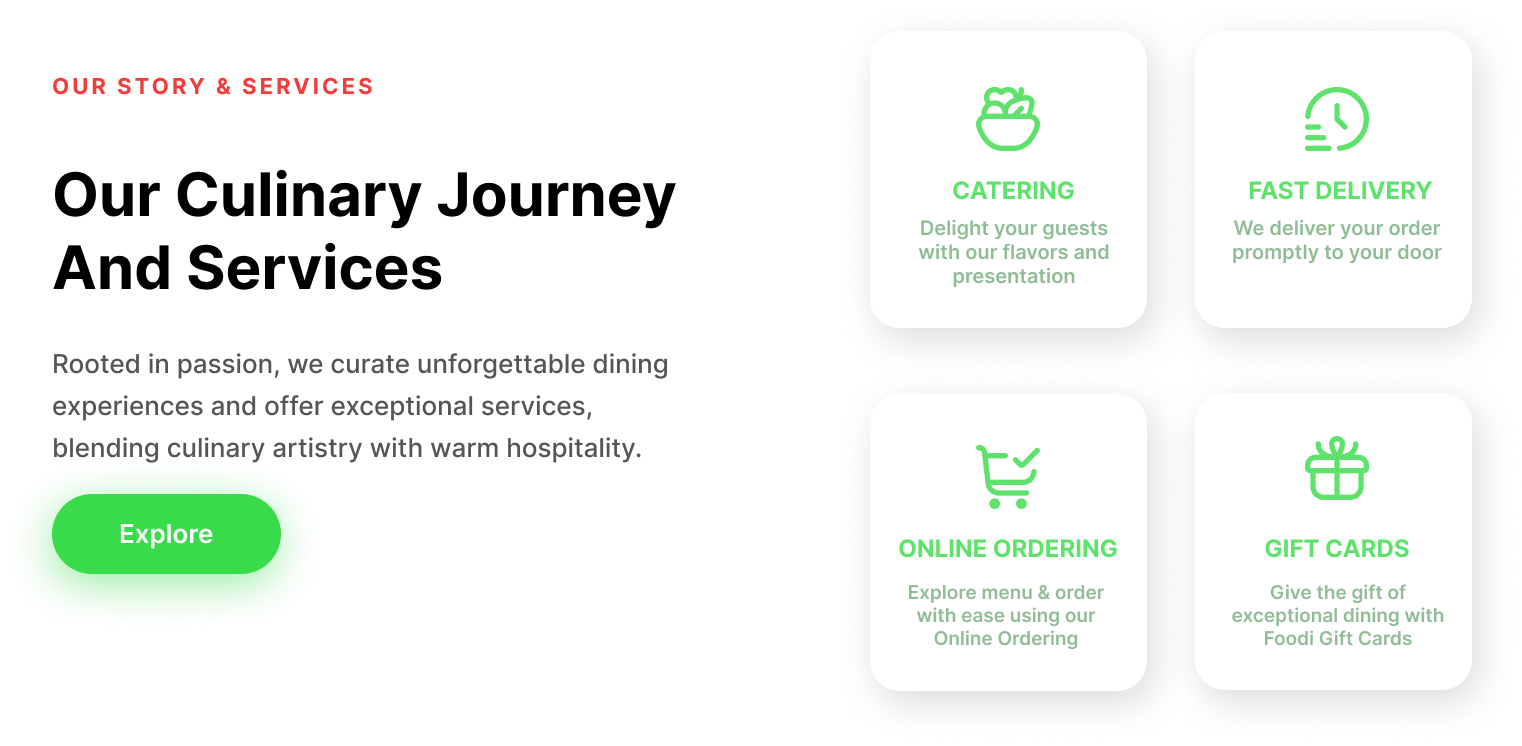 OUR STORY & SERVICES
Our Culinary Journey
And Services
Rooted in passion, we curate unforgettable dining
experiences and offer exceptional services,
blending culinary artistry with warm hospitality.
Explore
CATERING
Delight your guests
with our flavors and
presentation
FAST DELIVERY
We deliver your order
promptly to your door
ONLINE ORDERING
Explore menu & order
with ease using our
Online Ordering
GIFT CARDS
Give the gift of
exceptional dining with
Foodi Gift Cards